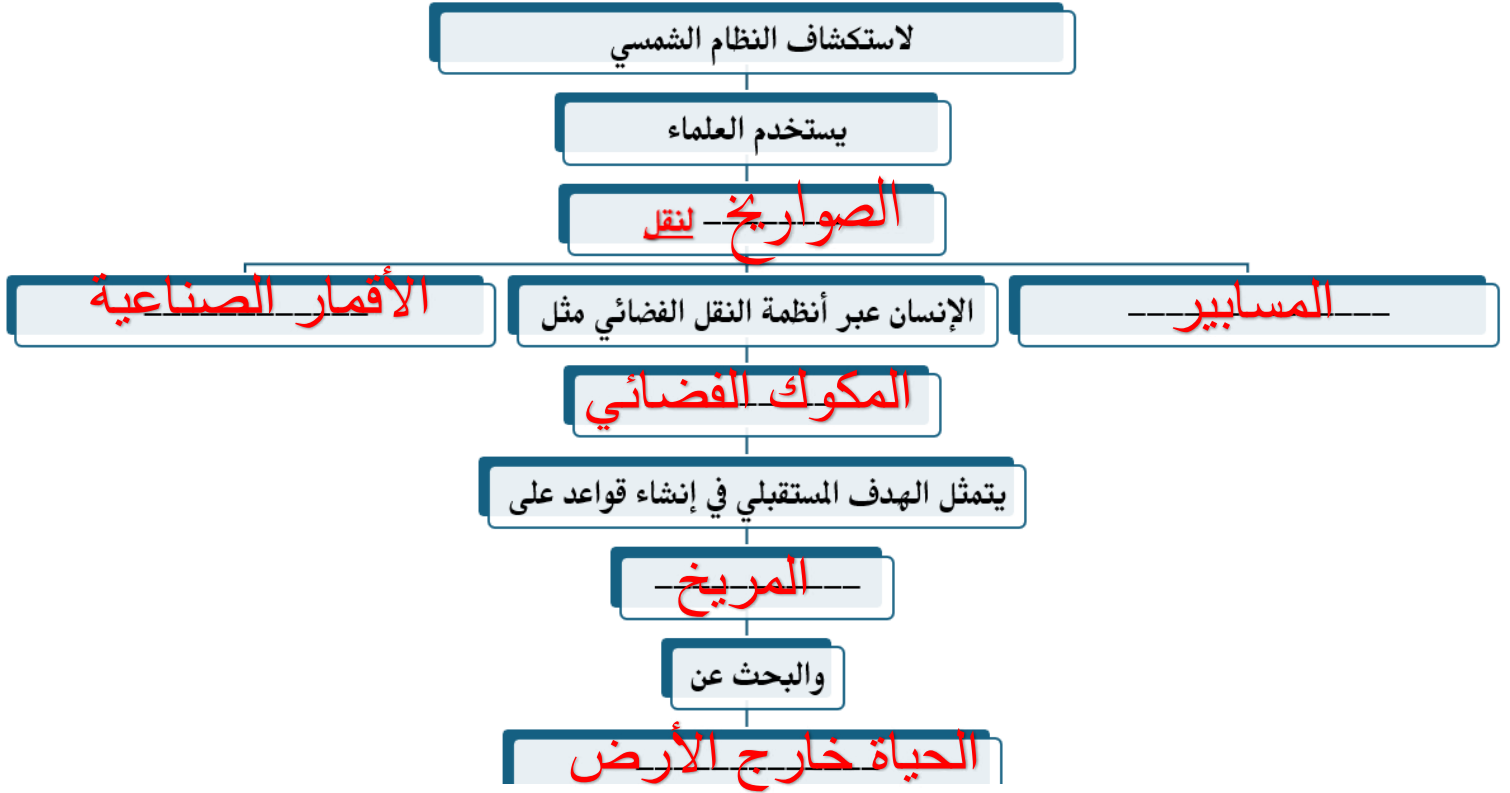 لاستكشاف النظام الشمسي
يستخدم العلماء
الصواريخ لنقل
المسابير
الإنسان عبر أنظمة النقل الفضائي مثل
الأقمار الصناعية
المكوك الفضائي
يتمثل الهدف المستقبلي في إنشاء قواعد على
المريخ
والبحث عن
الحياة خارج الأرض